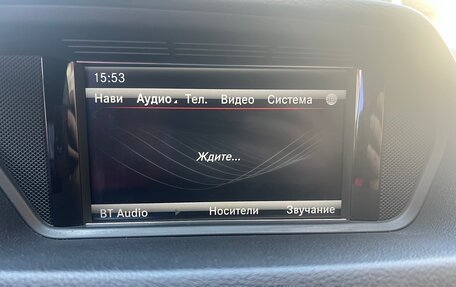 15:53
Нави Аудио Тел. Видео Система
Ждите...
BT Audio Носители Звучание